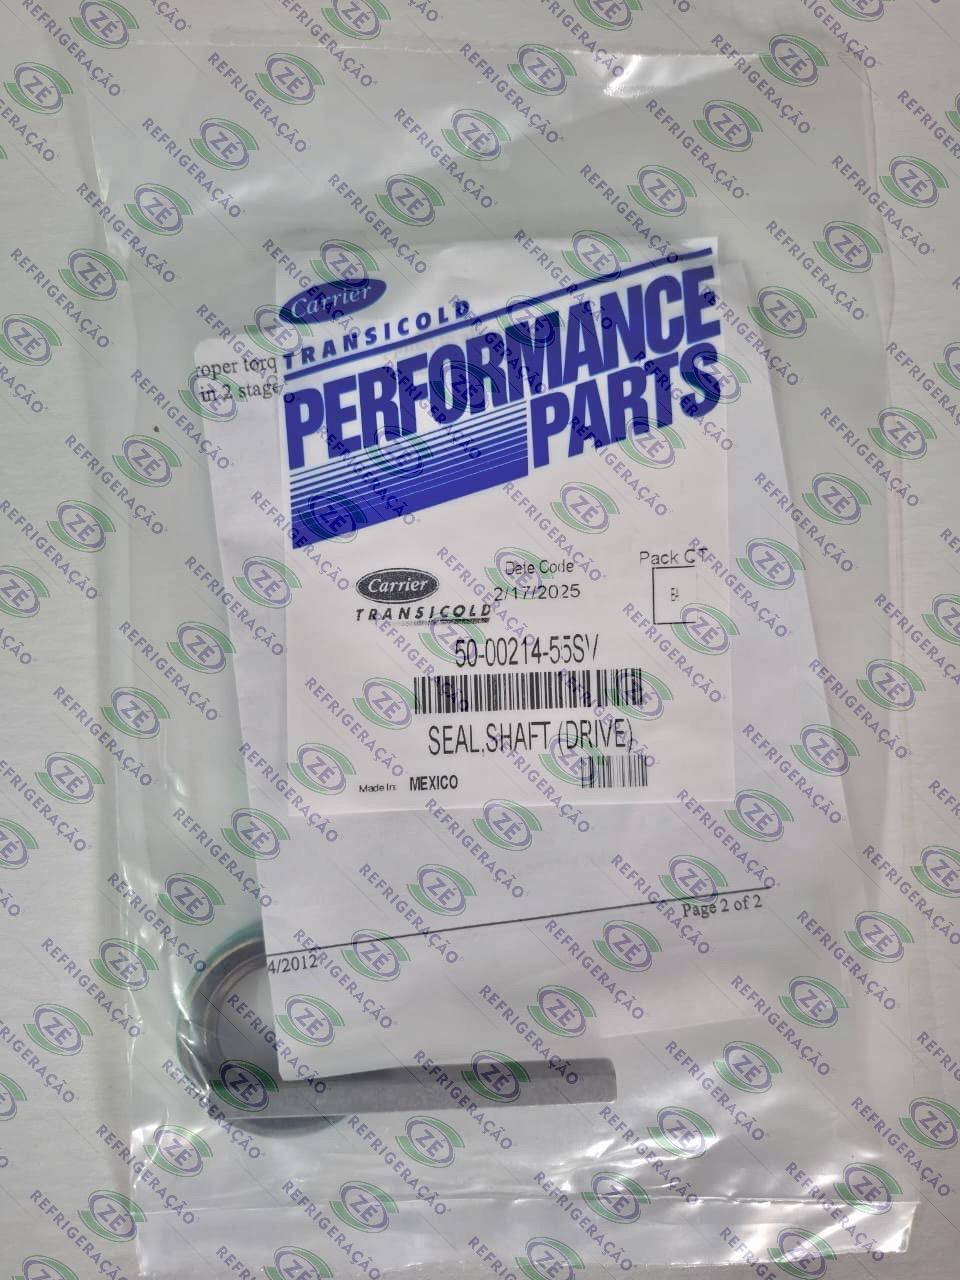 Carrier
TRANSICOLD
PERFORMANCE
PARTS
roper torq
in 2 stage
Carrier
TRANSICOLD
Date Code
2/17/2025
Pack
50-00214-55SV
SEAL,SHAFT (DRIVE)
Made In: MEXICO
Page 2 of 2
4/2012
ZÉ
REFRIGERAÇÃO